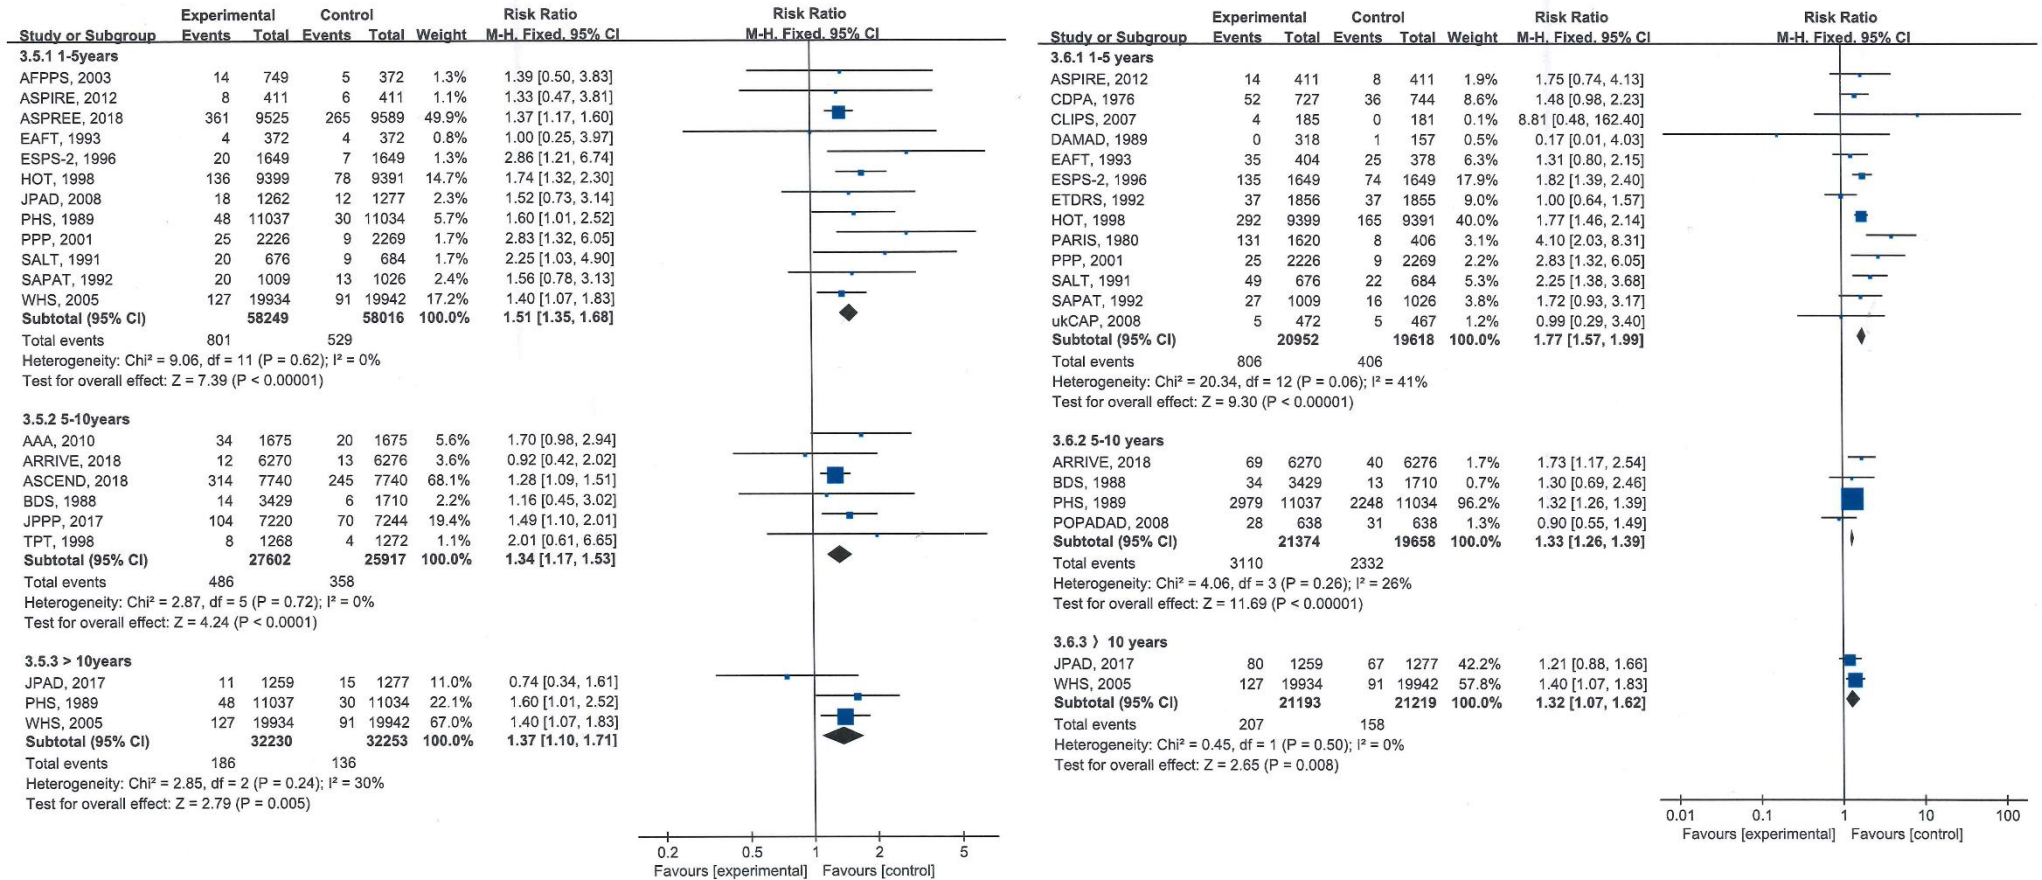 Experimental Control Risk Ratio Risk Ratio
Study or Subgroup Events Total Events Total Weight M-H. Fixed. 95% CI M-H. Fixed. 95% CI
3.5.1 1-5years
AFPPS, 2003 14 749 5 372 1.3% 1.39 [0.50, 3.83]
ASPIRE, 2012 8 411 6 411 1.1% 1.33 [0.47, 3.81]
ASPREE, 2018 361 9525 265 9589 49.9% 1.37 [1.17, 1.60]
EAFT, 1993 4 372 4 372 0.8% 1.00 [0.25, 3.97]
ESPS-2, 1996 20 1649 7 1649 1.3% 2.86 [1.21, 6.74]
HOT, 1998 136 9399 78 9391 14.7% 1.74 [1.32, 2.30]
JPAD, 2008 18 1262 12 1277 2.3% 1.52 [0.73, 3.14]
PHS, 1989 48 11037 30 11034 5.7% 1.60 [1.01, 2.52]
PPP, 2001 25 2226 9 2269 1.7% 2.83 [1.32, 6.05]
SALT, 1991 20 676 9 684 1.7% 2.25 [1.03, 4.90]
SAPAT, 1992 20 1009 13 1026 2.4% 1.56 [0.78, 3.13]
WHS, 2005 127 19934 91 19942 17.2% 1.40 [1.07, 1.83]
Subtotal (95% CI) 58249 58016 100.0% 1.51 [1.35, 1.68]
Total events 801 529
Heterogeneity: Chi² = 9.06, df = 11 (P = 0.62); I² = 0%
Test for overall effect: Z = 7.39 (P < 0.00001)
3.5.2 5-10years
AAA, 2010 34 1675 20 1675 5.6% 1.70 [0.98, 2.94]
ARRIVE, 2018 12 6270 13 6276 3.6% 0.92 [0.42, 2.02]
ASCEND, 2018 314 7740 245 7740 68.1% 1.28 [1.09, 1.51]
BDS, 1988 14 3429 6 1710 2.2% 1.16 [0.45, 3.02]
JPPP, 2017 104 7220 70 7244 19.4% 1.49 [1.10, 2.01]
TPT, 1998 8 1268 4 1272 1.1% 2.01 [0.61, 6.65]
Subtotal (95% CI) 27602 25917 100.0% 1.34 [1.17, 1.53]
Total events 486 358
Heterogeneity: Chi² = 2.87, df = 5 (P = 0.72); I² = 0%
Test for overall effect: Z = 4.24 (P < 0.0001)
3.5.3 > 10years
JPAD, 2017 11 1259 15 1277 11.0% 0.74 [0.34, 1.61]
PHS, 1989 48 11037 30 11034 22.1% 1.60 [1.01, 2.52]
WHS, 2005 127 19934 91 19942 67.0% 1.40 [1.07, 1.83]
Subtotal (95% CI) 32230 32253 100.0% 1.37 [1.10, 1.71]
Total events 186 136
Heterogeneity: Chi² = 2.85, df = 2 (P = 0.24); I² = 30%
Test for overall effect: Z = 2.79 (P = 0.005)
0.2 0.5 1 2 5
Favours [experimental] Favours [control]
Experimental Control Risk Ratio Risk Ratio
Study or Subgroup Events Total Events Total Weight M-H. Fixed. 95% CI M-H. Fixed. 95% CI
3.6.1 1-5 years
ASPIRE, 2012 14 411 8 411 1.9% 1.75 [0.74, 4.13]
CDPA, 1976 52 727 36 744 8.6% 1.48 [0.98, 2.23]
CLIPS, 2007 4 185 0 181 0.1% 8.81 [0.48, 162.40]
DAMAD, 1989 0 318 1 157 0.5% 0.17 [0.01, 4.03]
EAFT, 1993 35 404 25 378 6.3% 1.31 [0.80, 2.15]
ESPS-2, 1996 135 1649 74 1649 17.9% 1.82 [1.39, 2.40]
ETDRS, 1992 37 1856 37 1855 9.0% 1.00 [0.64, 1.57]
HOT, 1998 292 9399 165 9391 40.0% 1.77 [1.46, 2.14]
PARIS, 1980 131 1620 8 406 3.1% 4.10 [2.03, 8.31]
PPP, 2001 25 2226 9 2269 2.2% 2.83 [1.32, 6.05]
SALT, 1991 49 676 22 684 5.3% 2.25 [1.38, 3.68]
SAPAT, 1992 27 1009 16 1026 3.8% 1.72 [0.93, 3.17]
ukCAP, 2008 5 472 5 467 1.2% 0.99 [0.29, 3.40]
Subtotal (95% CI) 20952 19618 100.0% 1.77 [1.57, 1.99]
Total events 806 406
Heterogeneity: Chi² = 20.34, df = 12 (P = 0.06); I² = 41%
Test for overall effect: Z = 9.30 (P < 0.00001)
3.6.2 5-10 years
ARRIVE, 2018 69 6270 40 6276 1.7% 1.73 [1.17, 2.54]
BDS, 1988 34 3429 13 1710 0.7% 1.30 [0.69, 2.46]
PHS, 1989 2979 11037 2248 11034 96.2% 1.32 [1.26, 1.39]
POPADAD, 2008 28 638 31 638 1.3% 0.90 [0.55, 1.49]
Subtotal (95% CI) 21374 19658 100.0% 1.33 [1.26, 1.39]
Total events 3110 2332
Heterogeneity: Chi² = 4.06, df = 3 (P = 0.26); I² = 26%
Test for overall effect: Z = 11.69 (P < 0.00001)
3.6.3 〉 10 years
JPAD, 2017 80 1259 67 1277 42.2% 1.21 [0.88, 1.66]
WHS, 2005 127 19934 91 19942 57.8% 1.40 [1.07, 1.83]
Subtotal (95% CI) 21193 21219 100.0% 1.32 [1.07, 1.62]
Total events 207 158
Heterogeneity: Chi² = 0.45, df = 1 (P = 0.50); I² = 0%
Test for overall effect: Z = 2.65 (P = 0.008)
0.01 0.1 1 10 100
Favours [experimental] Favours [control]